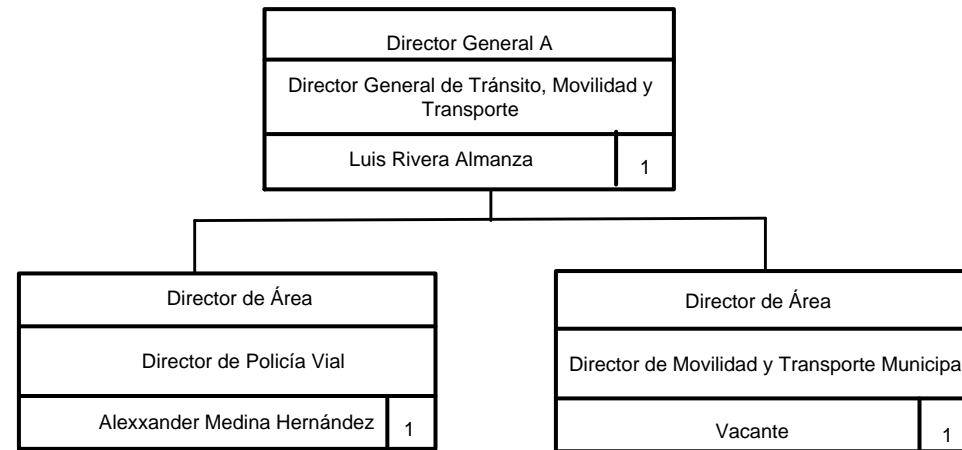 Director General A
Director General de Tránsito, Movilidad y
Transporte
Luis Rivera Almanza 1
Director de Área
Director de Policía Vial
Alexxander Medina Hernández 1
Director de Área
Director de Movilidad y Transporte Municipa
Vacante 1